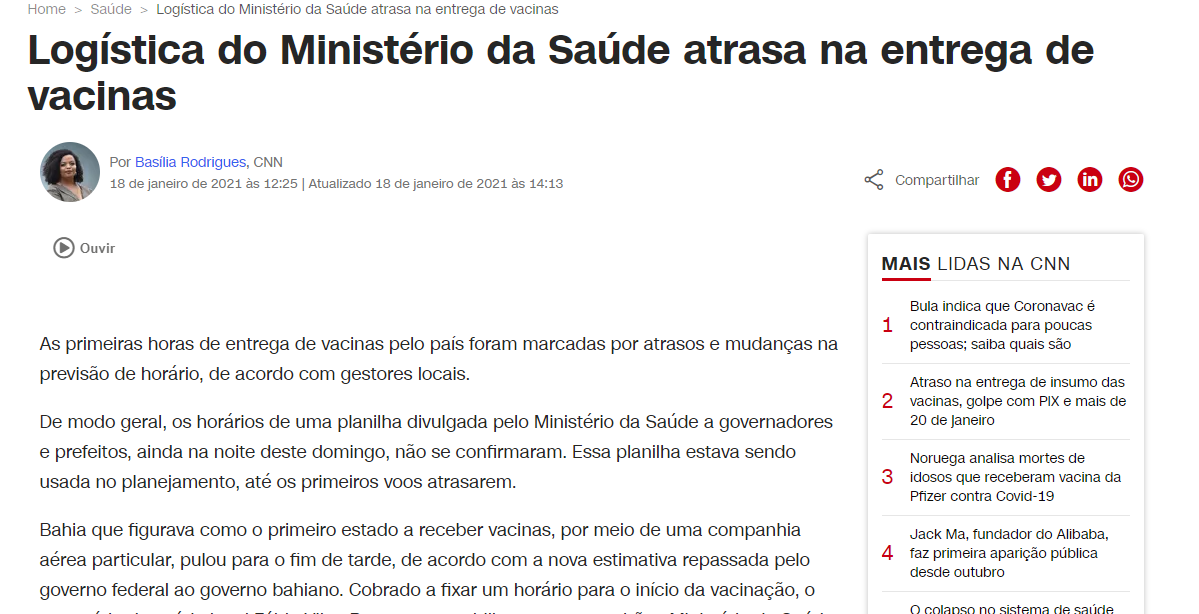 Home > Saúde > Logística do Ministério da Saúde atrasa na entrega de vacinas
Logística do Ministério da Saúde atrasa na entrega de
vacinas
Por Basília Rodrigues, CNN
18 de janeiro de 2021 às 12:25 | Atualizado 18 de janeiro de 2021 às 14:13
Compartilhar
Ouvir
As primeiras horas de entrega de vacinas pelo país foram marcadas por atrasos e mudanças na
previsão de horário, de acordo com gestores locais.
De modo geral, os horários de uma planilha divulgada pelo Ministério da Saúde a governadores
e prefeitos, ainda na noite deste domingo, não se confirmaram. Essa planilha estava sendo
usada no planejamento, até os primeiros voos atrasarem.
Bahia que figurava como o primeiro estado a receber vacinas, por meio de uma companhia
aérea particular, pulou para o fim de tarde, de acordo com a nova estimativa repassada pelo
governo federal ao governo bahiano. Cobrado a fixar um horário para o início da vacinação, o
MAIS LIDAS NA CNN
1 Bula indica que Coronavac é
contraindicada para poucas
pessoas; saiba quais são
2 Atraso na entrega de insumo das
vacinas, golpe com PIX e mais de
20 de janeiro
3 Noruega analisa mortes de
idosos que receberam vacina da
Pfizer contra Covid-19
4 Jack Ma, fundador do Alibaba,
faz primeira aparição pública
desde outubro
O colapso no sistema de saúde